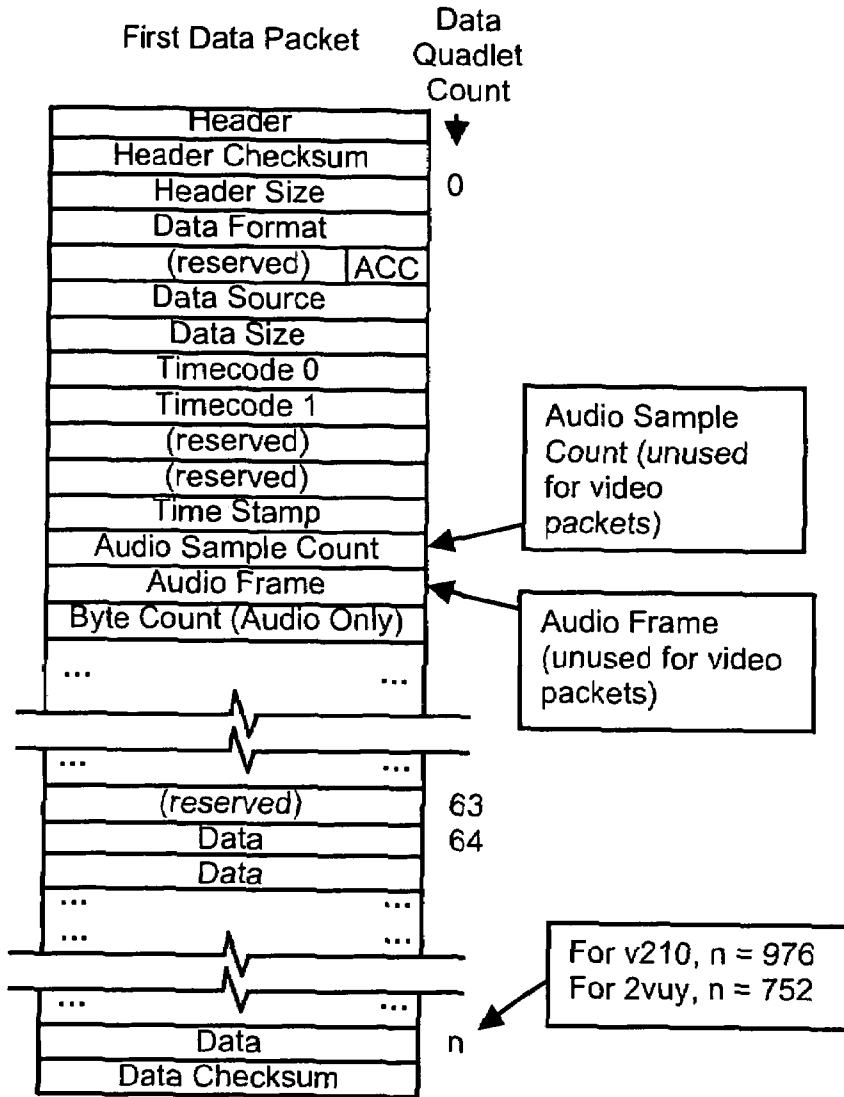 First Data Packet
Data
Quadlet
Count
Header
Header Checksum
Header Size
0
Data Format
(reserved)
ACC
Data Source
Data Size
Timecode 0
Timecode 1
(reserved)
(reserved)
Time Stamp
Audio Sample Count
Audio Frame
Byte Count (Audio Only)
Audio Sample
Count (unused
for video
packets)
Audio Frame
(unused for video
packets)
... ...
... ...
(reserved)
63
Data
64
Data
... ...
... ...
... ...
For v210, n = 976
For 2vuy, n = 752
Data
n
Data Checksum